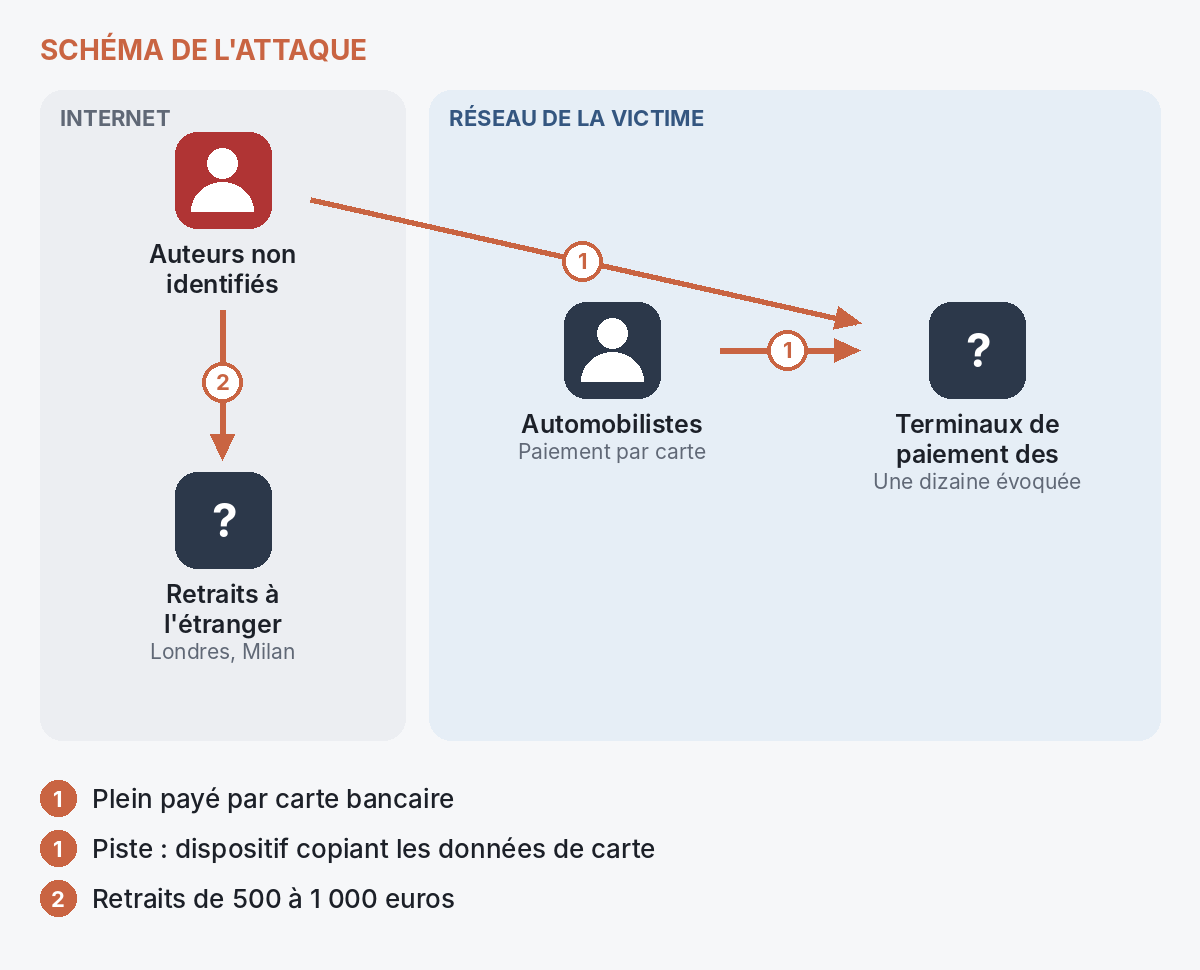 SCHÉMA DE L'ATTAQUE
INTERNET
RÉSEAU DE LA VICTIME
Auteurs non
identifiés
1
1
2
?
Automobilistes
Paiement par carte
Terminaux de
paiement des
Une dizaine évoquée
?
Retraits à
l'étranger
Londres, Milan
1 Plein payé par carte bancaire
1 Piste : dispositif copiant les données de carte
2 Retraits de 500 à 1 000 euros